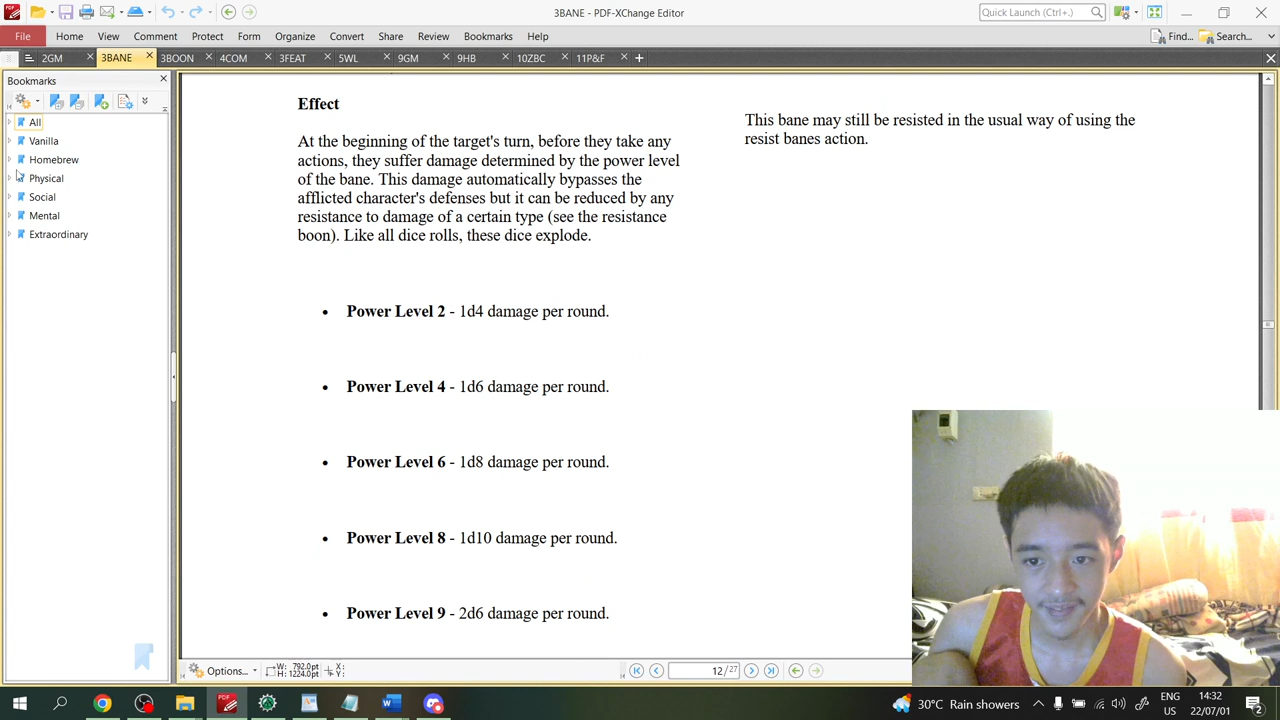 3BANE - PDF-XChange Editor
Quick Launch (Ctrl+.)
File
Home
View
Comment
Protect
Form
Organize
Convert
Share
Review
Bookmarks
Help
Find...
Search...
2GM
3BANE
3BOON
4COM
3FEAT
5WL
9GM
9HB
10ZBC
11P&F
Bookmarks
All
Vanilla
Homebrew
Physical
Social
Mental
Extraordinary
Effect
At the beginning of the target's turn, before they take any
actions, they suffer damage determined by the power level
of the bane. This damage automatically bypasses the
afflicted character's defenses but it can be reduced by any
resistance to damage of a certain type (see the resistance
boon). Like all dice rolls, these dice explode.
• Power Level 2 - 1d4 damage per round.
• Power Level 4 - 1d6 damage per round.
• Power Level 6 - 1d8 damage per round.
• Power Level 8 - 1d10 damage per round.
• Power Level 9 - 2d6 damage per round.
This bane may still be resisted in the usual way of using the
resist banes action.
Options...
W: 792.0pt
H: 1224.0pt
X:
Y:
12/27
30°C Rain showers
ENG
US
14:32
22/07/01
2